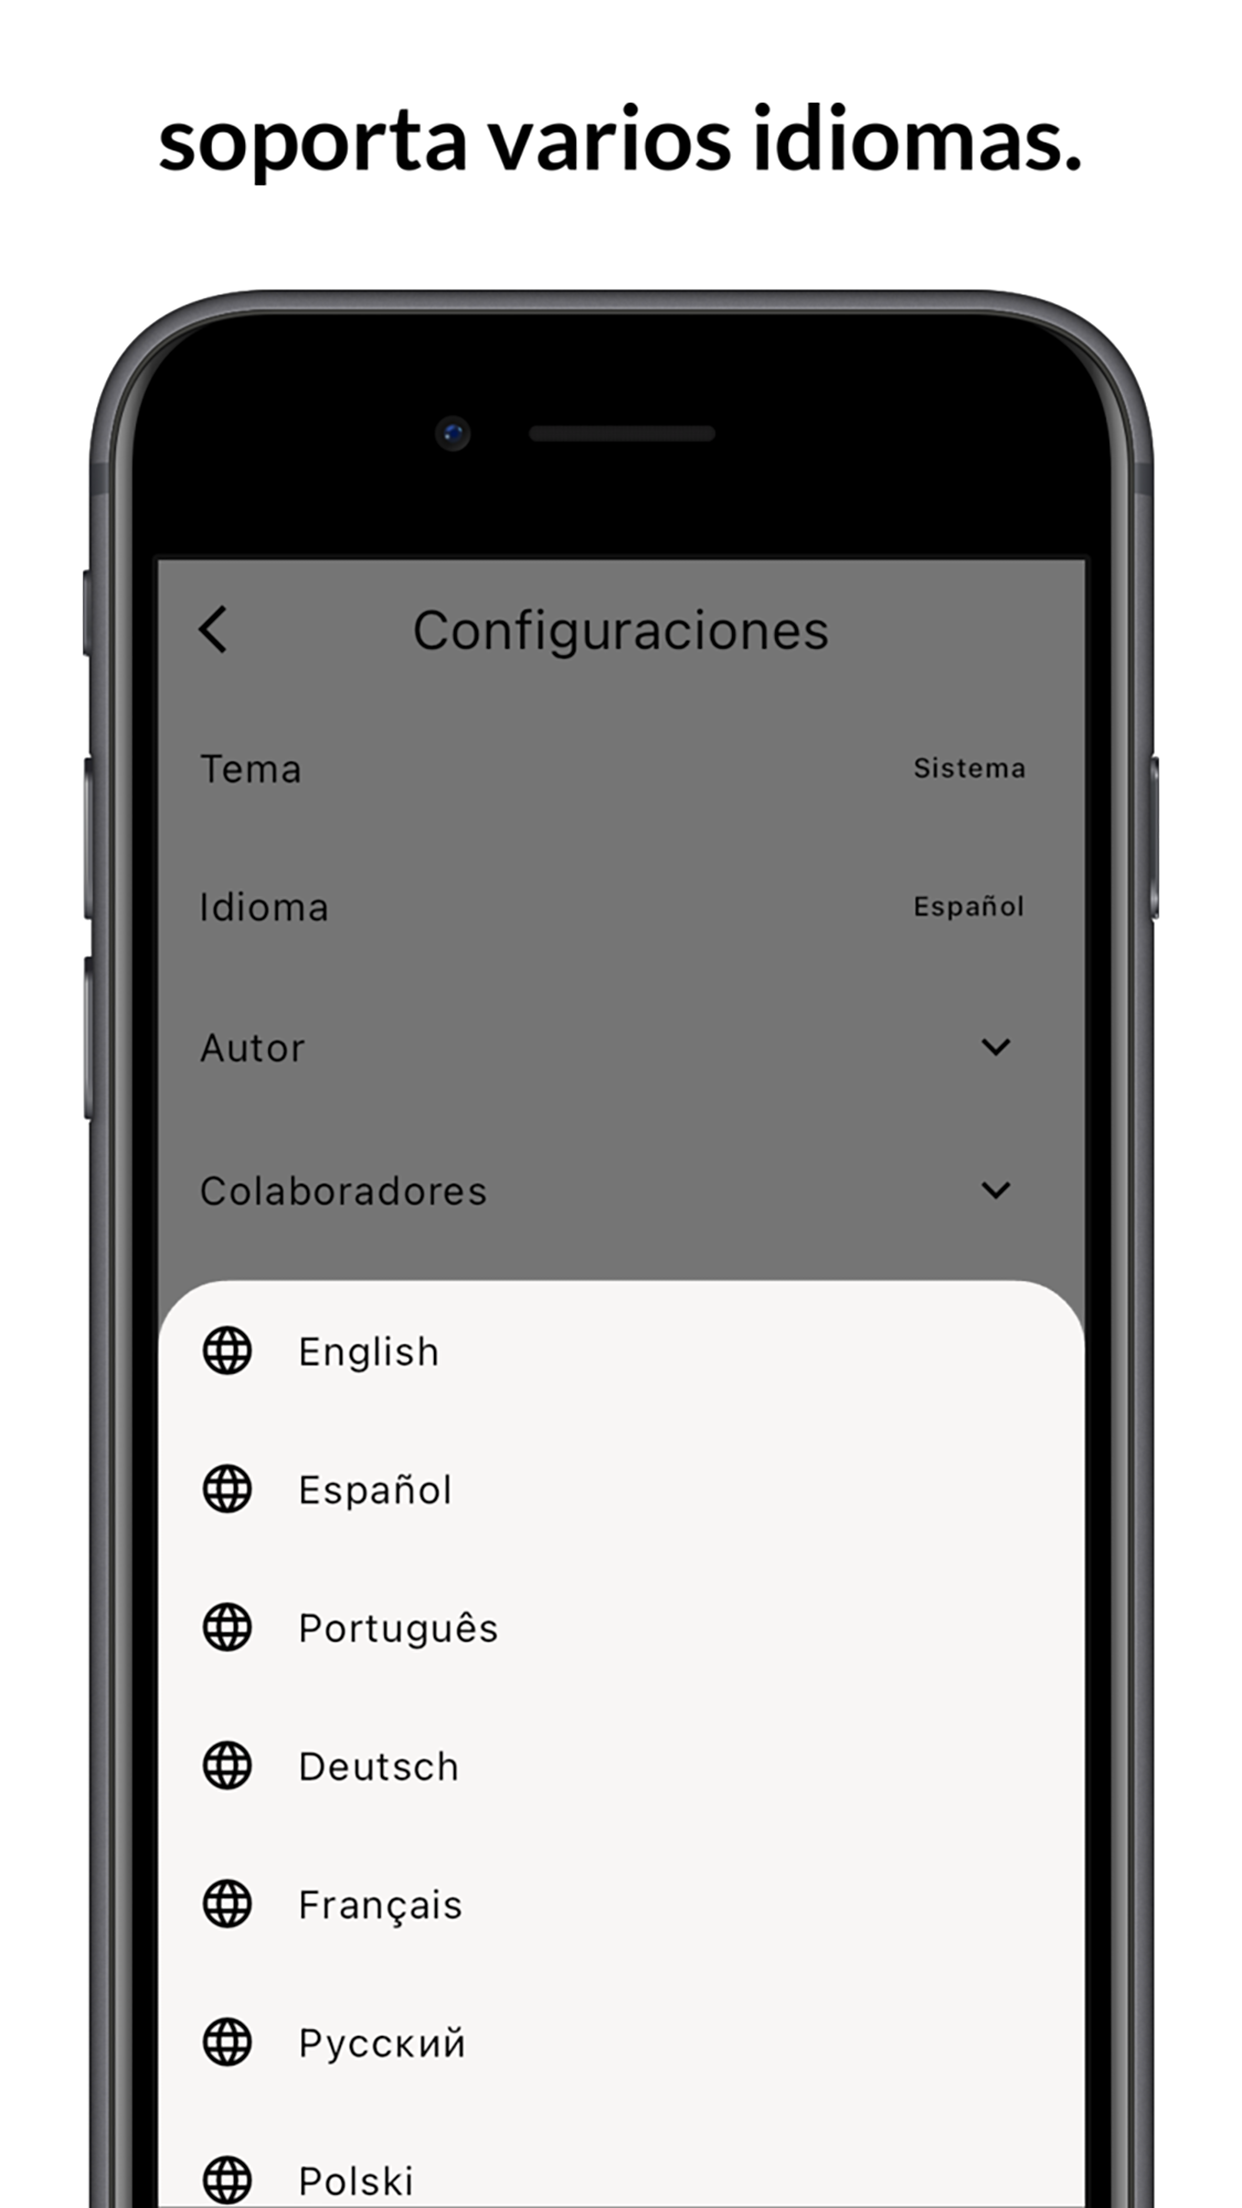 soporta varios idiomas.
Configuraciones
Tema Sistema
Idioma Español
Autor
Colaboradores
English
Español
Português
Deutsch
Français
Русский
Polski